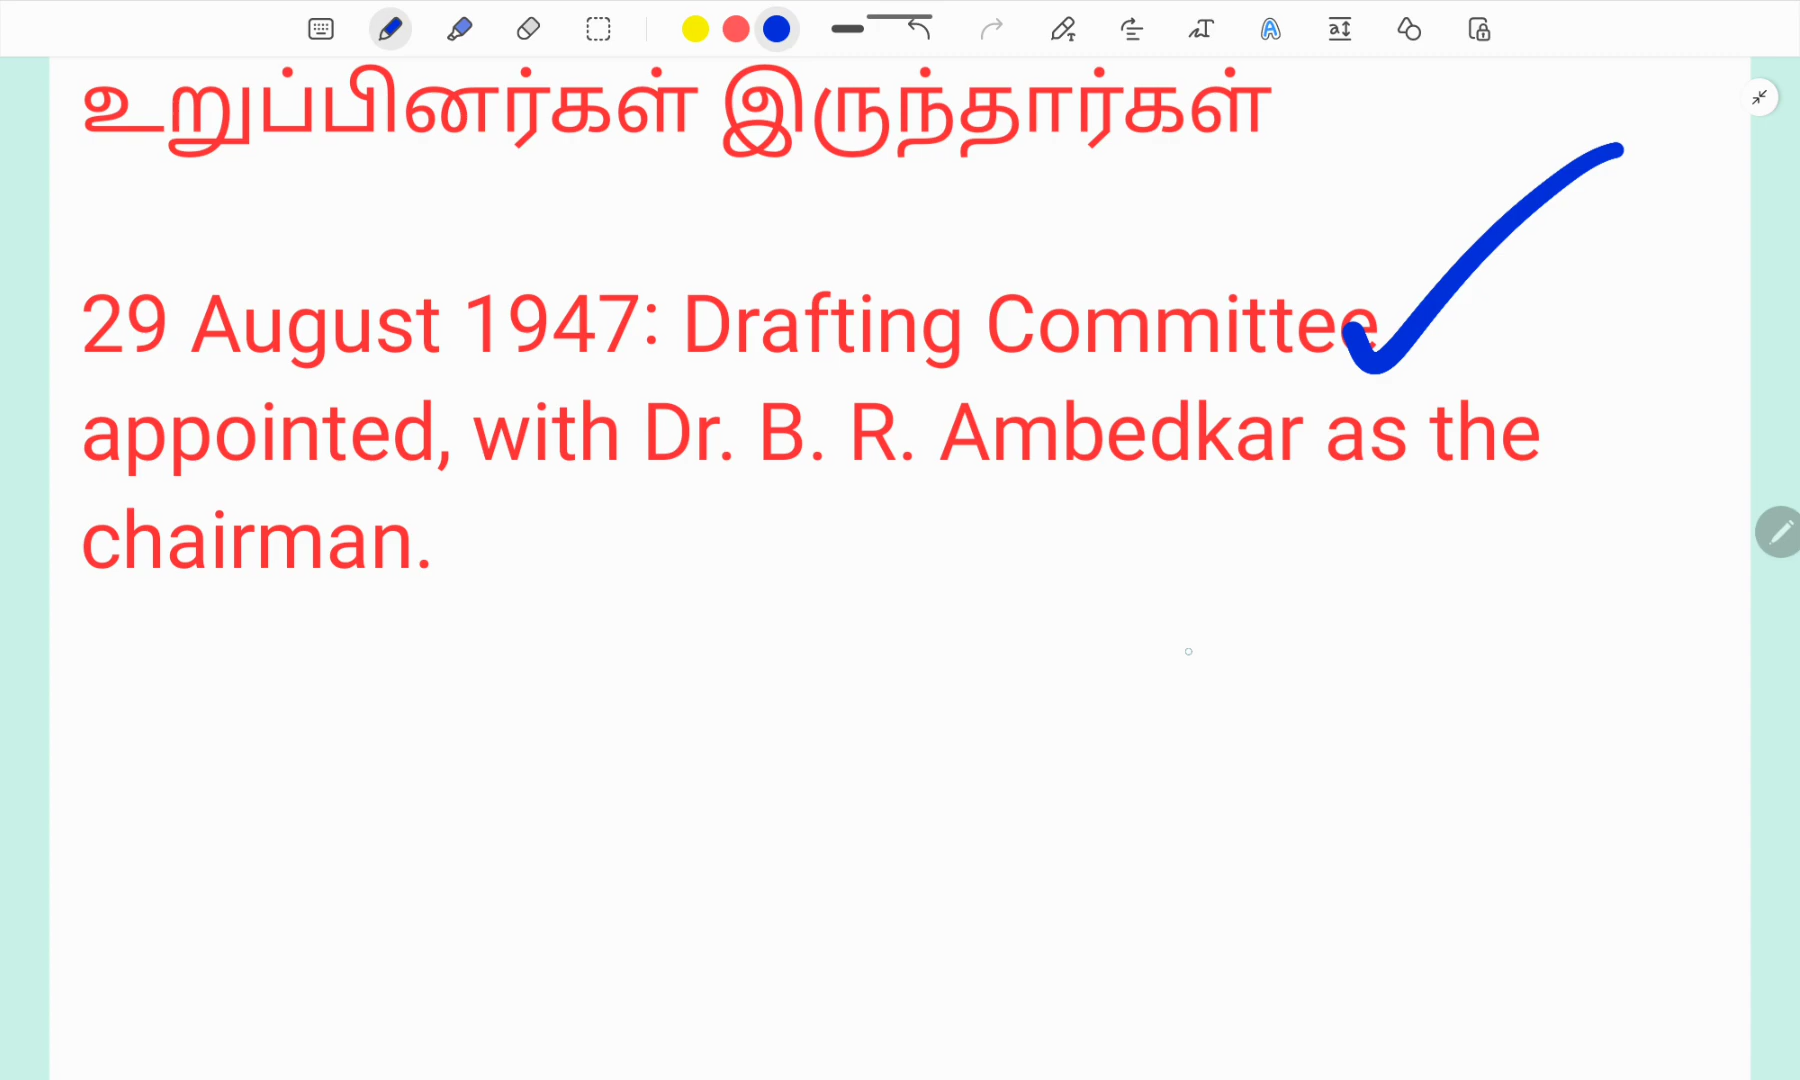 உறுப்பினர்கள் இருந்தார்கள்
29 August 1947: Drafting Committee
appointed, with Dr. B. R. Ambedkar as the
chairman.